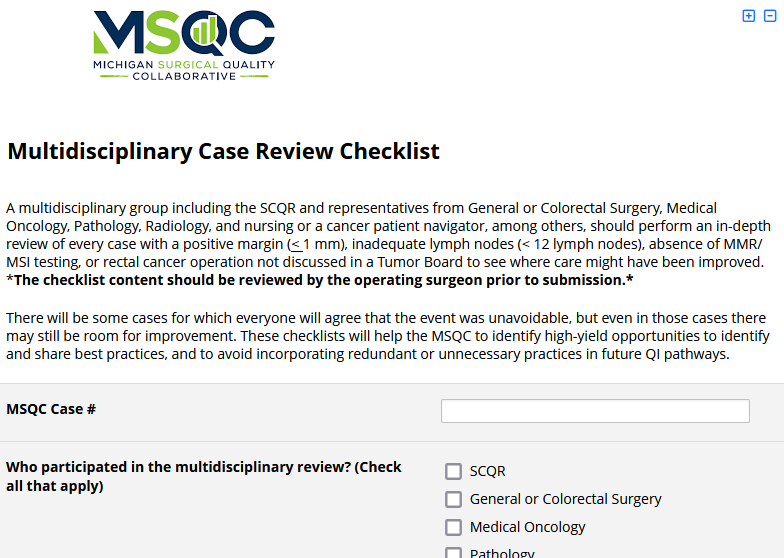 MSQC
MICHIGAN SURGICAL QUALITY
COLLABORATIVE
Multidisciplinary Case Review Checklist
A multidisciplinary group including the SCQR and representatives from General or Colorectal Surgery, Medical
Oncology, Pathology, Radiology, and nursing or a cancer patient navigator, among others, should perform an in-depth
review of every case with a positive margin (< 1 mm), inadequate lymph nodes (< 12 lymph nodes), absence of MMR/
MSI testing, or rectal cancer operation not discussed in a Tumor Board to see where care might have been improved.
*The checklist content should be reviewed by the operating surgeon prior to submission.*
There will be some cases for which everyone will agree that the event was unavoidable, but even in those cases there
may still be room for improvement. These checklists will help the MSQC to identify high-yield opportunities to identify
and share best practices, and to avoid incorporating redundant or unnecessary practices in future QI pathways.
MSQC Case #
Who participated in the multidisciplinary review? (Check
all that apply)
SCQR
General or Colorectal Surgery
Medical Oncology
Pathology